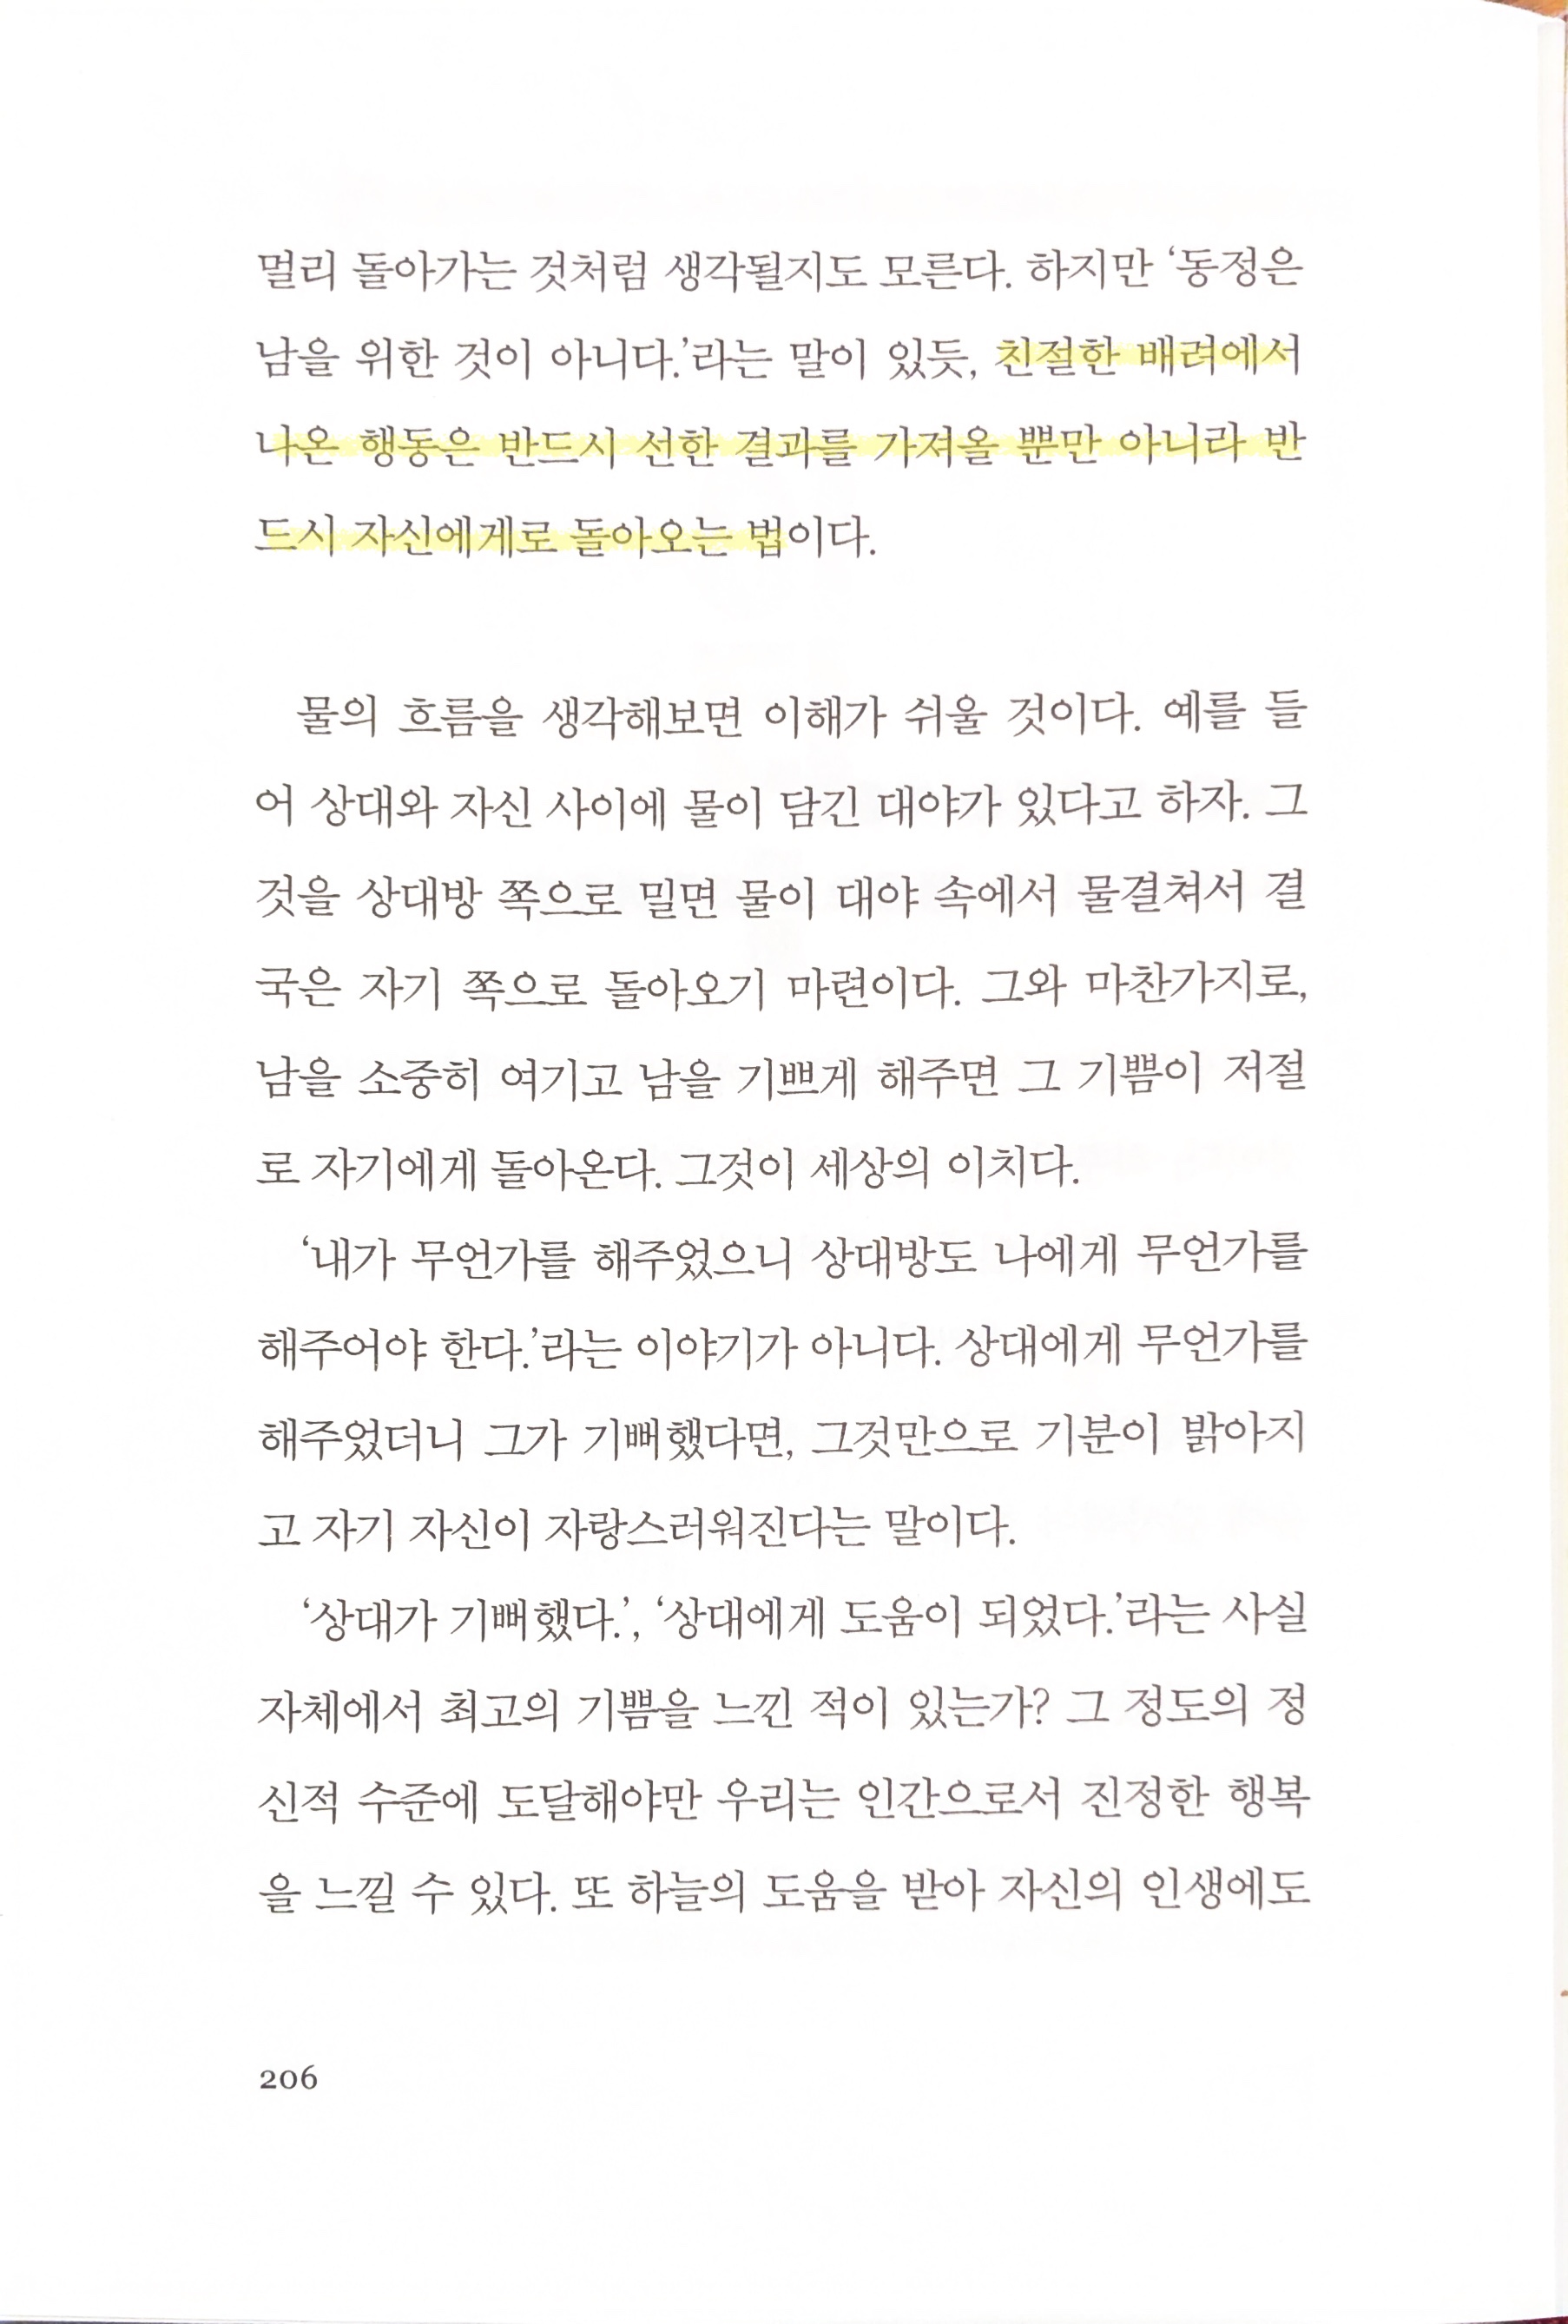 멀리 돌아가는 것처럼 생각될지도 모른다. 하지만 ‘동정은
남을 위한 것이 아니다.’라는 말이 있듯, 친절한 배려에서
나온 행동은 반드시 선한 결과를 가져올 뿐만 아니라 반
드시 자신에게로 돌아오는 법이다.
물의 흐름을 생각해보면 이해가 쉬울 것이다. 예를 들
어 상대와 자신 사이에 물이 담긴 대야가 있다고 하자. 그
것을 상대방 쪽으로 밀면 물이 대야 속에서 물결쳐서 결
국은 자기 쪽으로 돌아오기 마련이다. 그와 마찬가지로,
남을 소중히 여기고 남을 기쁘게 해주면 그 기쁨이 저절
로 자기에게 돌아온다. 그것이 세상의 이치다.
‘내가 무언가를 해주었으니 상대방도 나에게 무언가를
해주어야 한다.’라는 이야기가 아니다. 상대에게 무언가를
해주었더니 그가 기뻐했다면, 그것만으로 기분이 밝아지
고 자기 자신이 자랑스러워진다는 말이다.
‘상대가 기뻐했다.’, ‘상대에게 도움이 되었다.’라는 사실
자체에서 최고의 기쁨을 느낀 적이 있는가? 그 정도의 정
신적 수준에 도달해야만 우리는 인간으로서 진정한 행복
을 느낄 수 있다. 또 하늘의 도움을 받아 자신의 인생에도
206